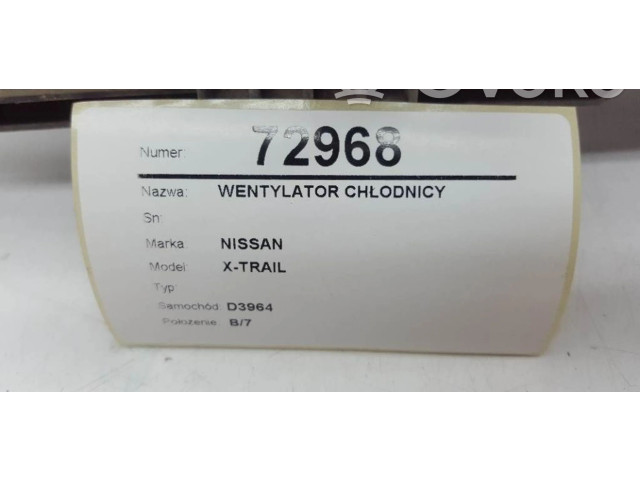 Numer: 72968
Nazwa: WENTYLATOR CHŁODNICY
Sn:
Marka: NISSAN
Model: X-TRAIL
Typ:
Samochód: D3964
Położenie: B/7